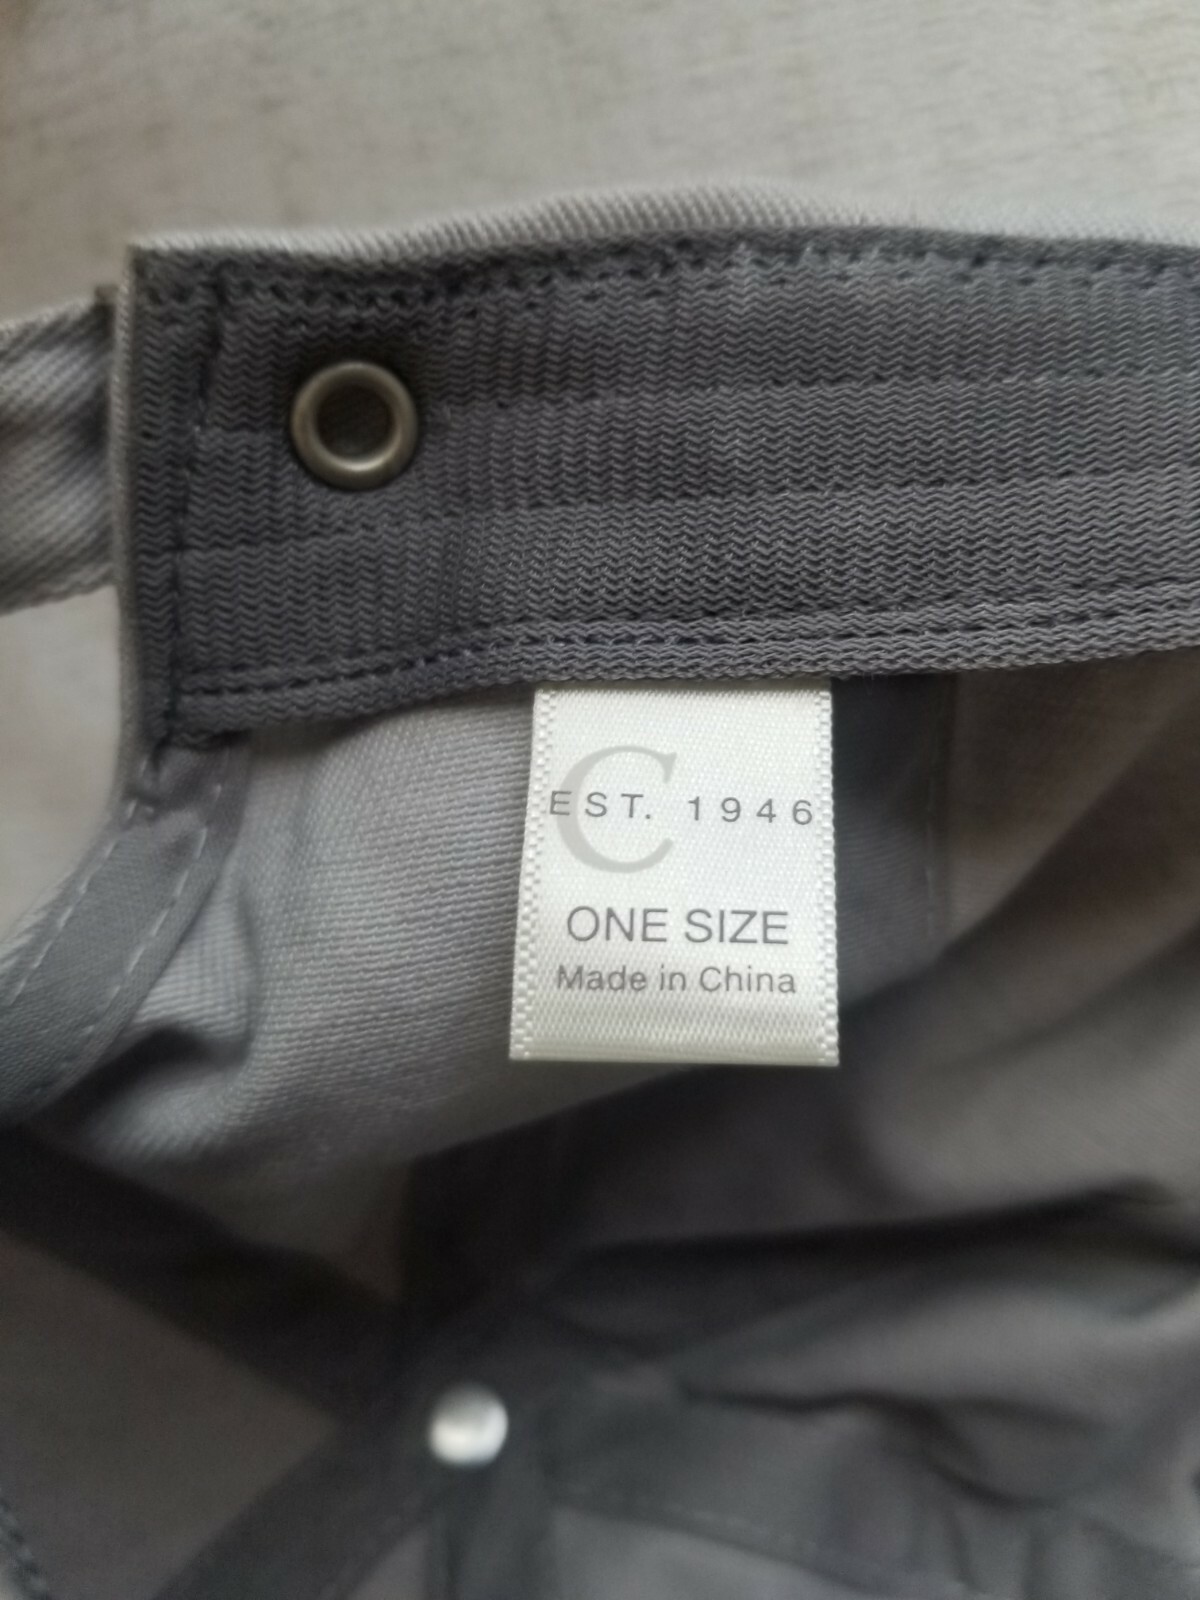 C
EST. 1946
ONE SIZE
Made in China